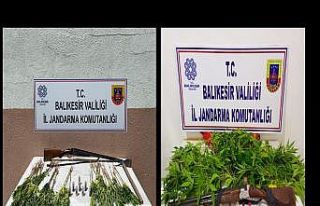 T.C.
BALIKESİR VALİLİĞİ
İL JANDARMA KOMUTANLIĞI
T.C.
BALIKESİR VALİLİĞİ
İL JANDARMA KOMUTANLIĞI